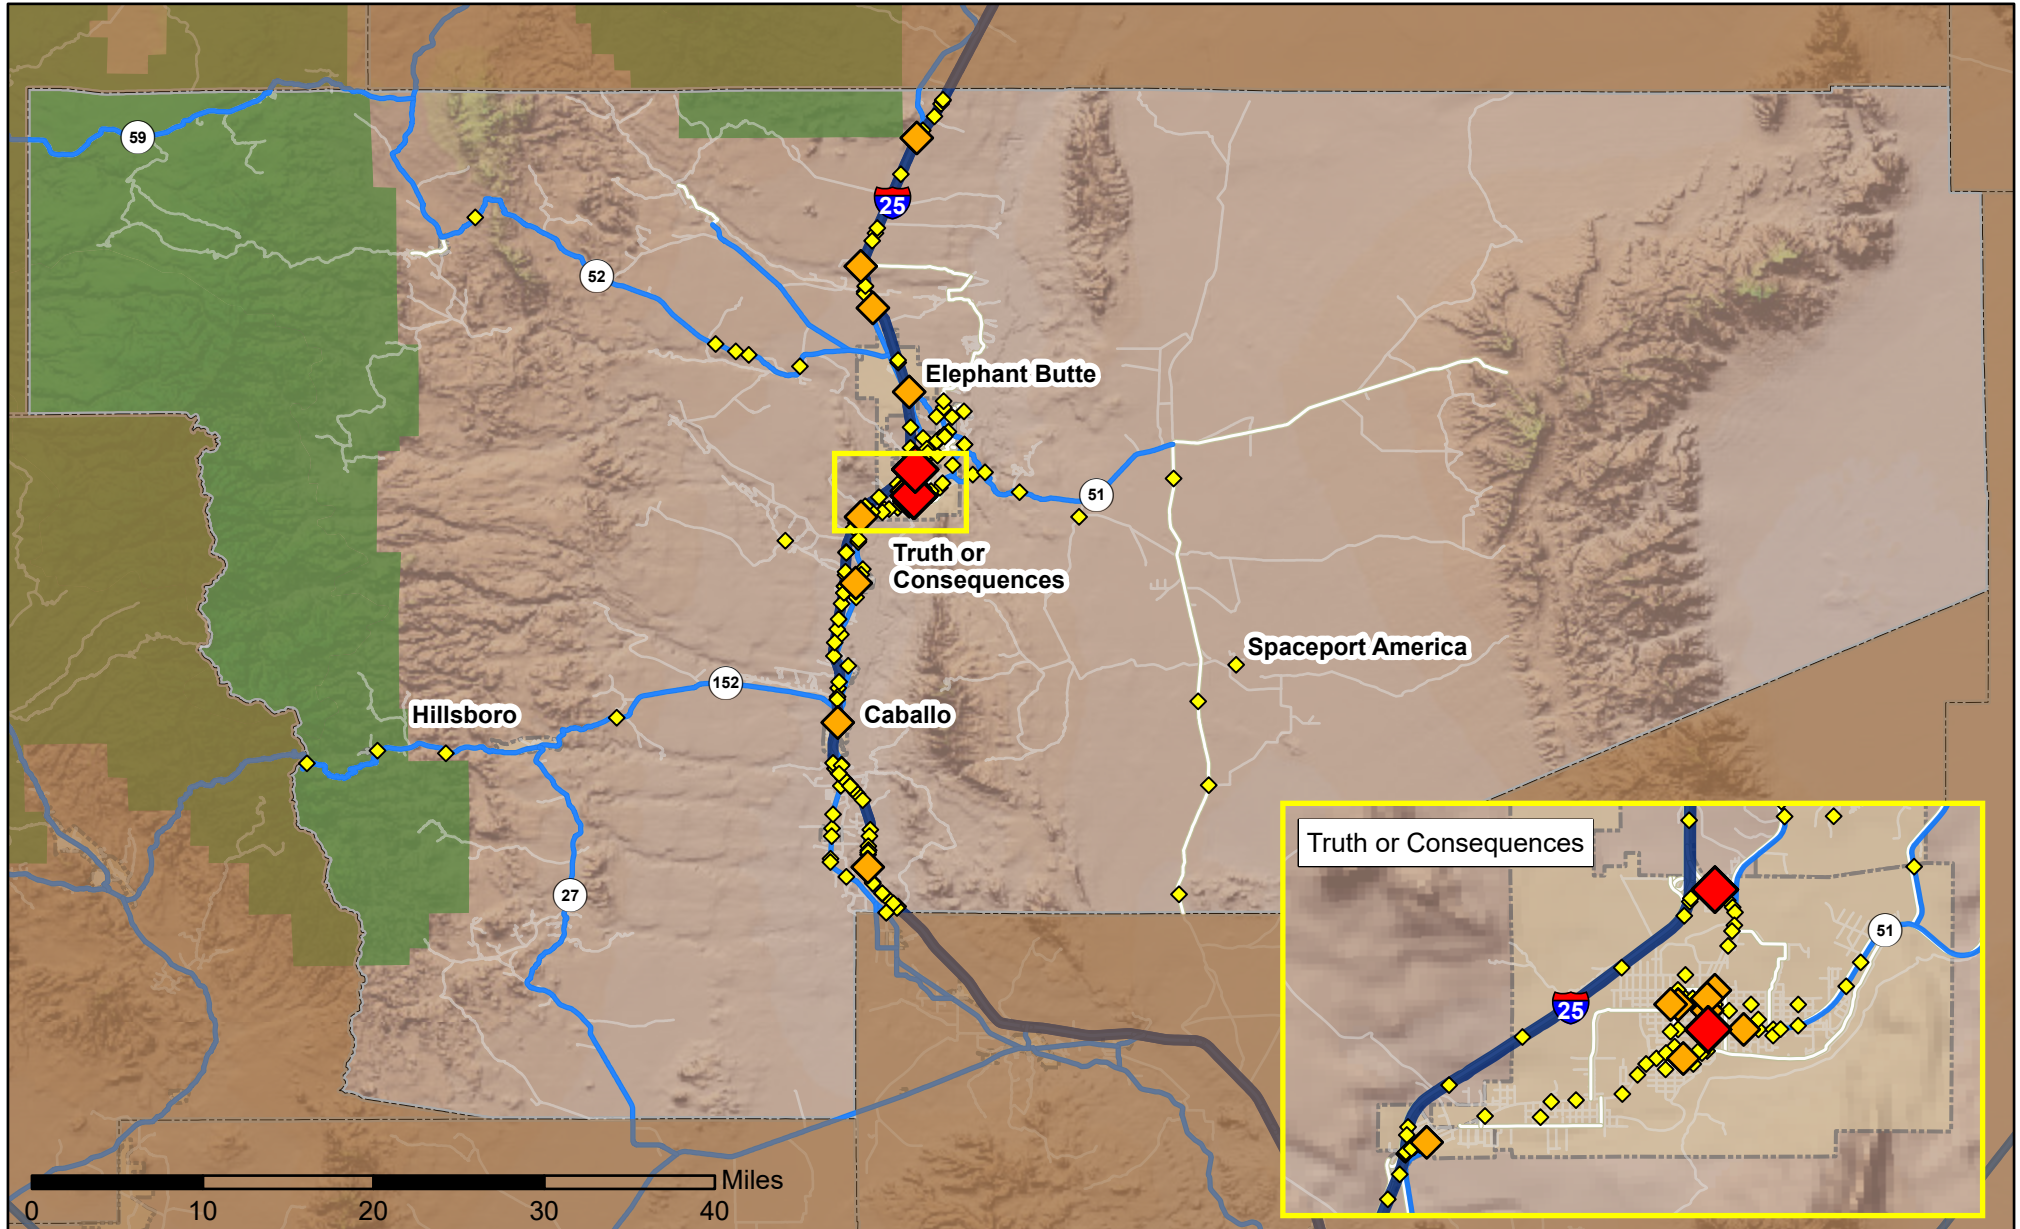 59
25
52
Elephant Butte
51
Truth or
Consequences
Spaceport America
152
Hillsboro
Caballo
Truth or Consequences
51
27
25
Miles
0 10 20 30 40